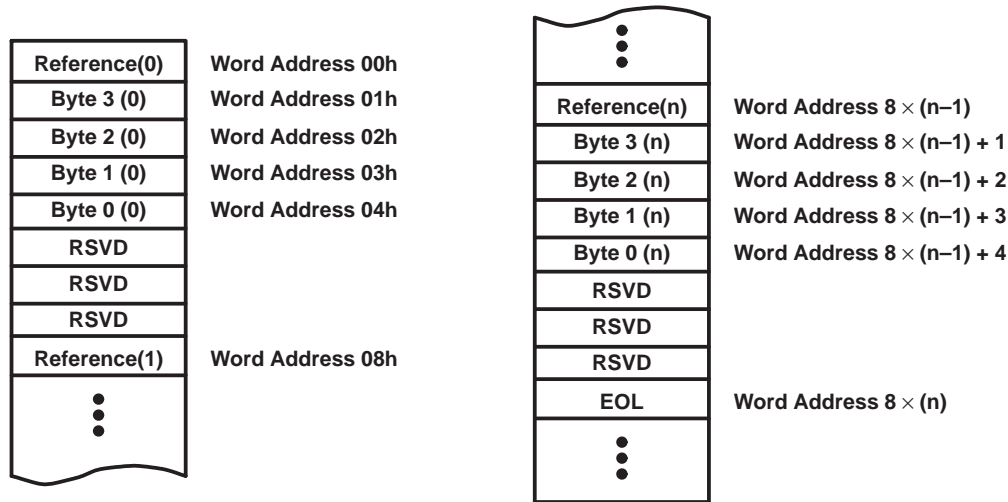 Reference(0) Word Address 00h
Byte 3 (0) Word Address 01h
Byte 2 (0) Word Address 02h
Byte 1 (0) Word Address 03h
Byte 0 (0) Word Address 04h
RSVD
RSVD
RSVD
Reference(1) Word Address 08h
Reference(n) Word Address 8 × (n–1)
Byte 3 (n) Word Address 8 × (n–1) + 1
Byte 2 (n) Word Address 8 × (n–1) + 2
Byte 1 (n) Word Address 8 × (n–1) + 3
Byte 0 (n) Word Address 8 × (n–1) + 4
RSVD
RSVD
RSVD
EOL Word Address 8 × (n)